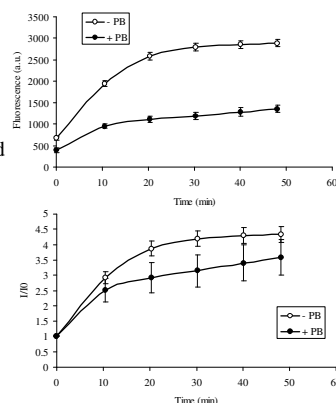 3500
3000
2500
2000
1500
1000
500
0
Fluorescence (a.u.)
- PB
+ PB
d
0 10 20 30 40 50 60
Time (min)
5
4.5
4
3.5
3
2.5
2
1.5
1
0.5
0
I/I0
- PB
+ PB
0 10 20 30 40 50
Time (min)